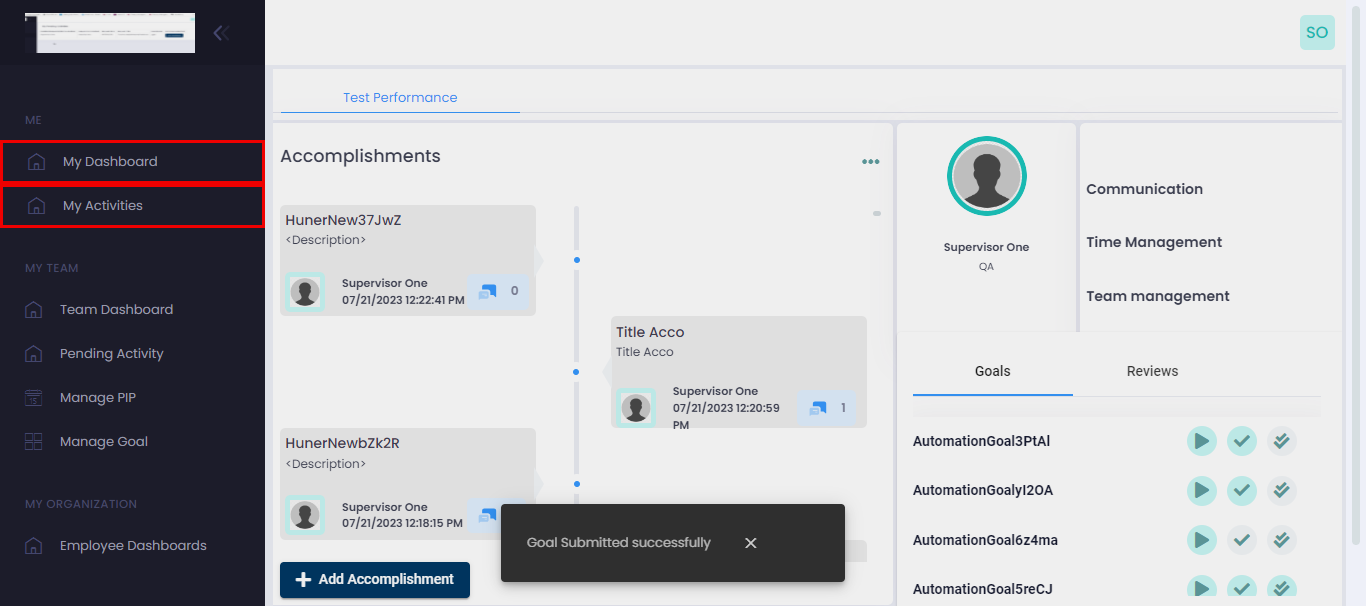 SO
ME
My Dashboard
My Activities
MY TEAM
Team Dashboard
Pending Activity
Manage PIP
Manage Goal
MY ORGANIZATION
Employee Dashboards
Test Performance
Accomplishments
HunerNew37JwZ
<Description>
Supervisor One
07/21/2023 12:22:41 PM
0
Title Acco
Title Acco
Supervisor One
07/21/2023 12:20:59
PM
1
HunerNewbZk2R
<Description>
Supervisor One
07/21/2023 12:18:15 PM
Add Accomplishment
Goal Submitted successfully
Supervisor One
QA
Communication
Time Management
Team management
Goals
Reviews
AutomationGoal3PtAl
AutomationGoalyI2OA
AutomationGoal6z4ma
AutomationGoal5reCJ